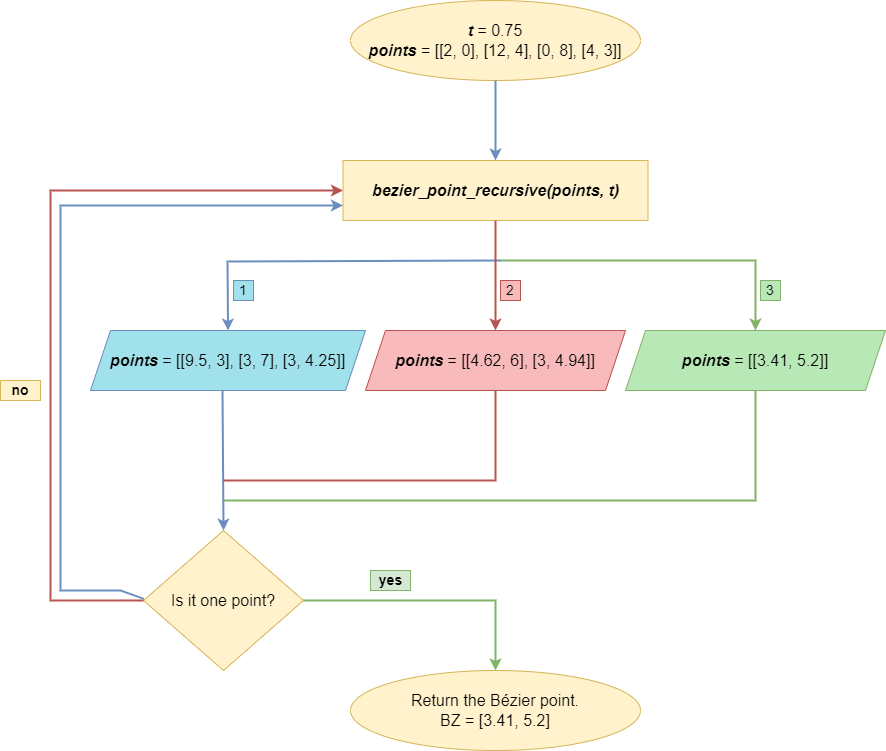 t = 0.75
points = [[2, 0], [12, 4], [0, 8], [4, 3]]
bezier_point_recursive(points, t)
1
2
3
points = [[9.5, 3], [3, 7], [3, 4.25]]
points = [[4.62, 6], [3, 4.94]]
points = [[3.41, 5.2]]
no
yes
Is it one point?
Return the Bézier point.
BZ = [3.41, 5.2]